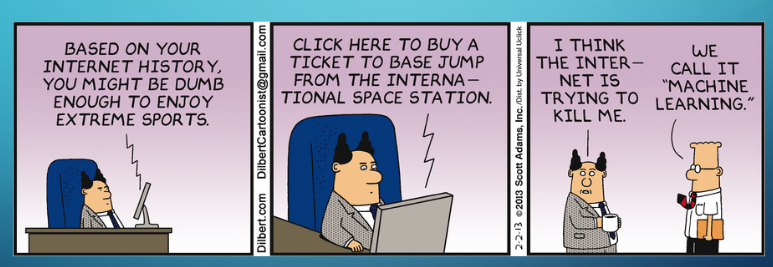 BASED ON YOUR
INTERNET HISTORY,
YOU MIGHT BE DUMB
ENOUGH TO ENJOY
EXTREME SPORTS.
Dilbert.com DilbertCartoonist@gmail.com
CLICK HERE TO BUY A
TICKET TO BASE JUMP
FROM THE INTERNA—
TIONAL SPACE STATION.
2-2-13 ©2013 Scott Adams, Inc. /Dist. by Universal Uclick
I THINK
THE INTER—
NET IS
TRYING TO
KILL ME.
WE
CALL IT
"MACHINE
LEARNING."